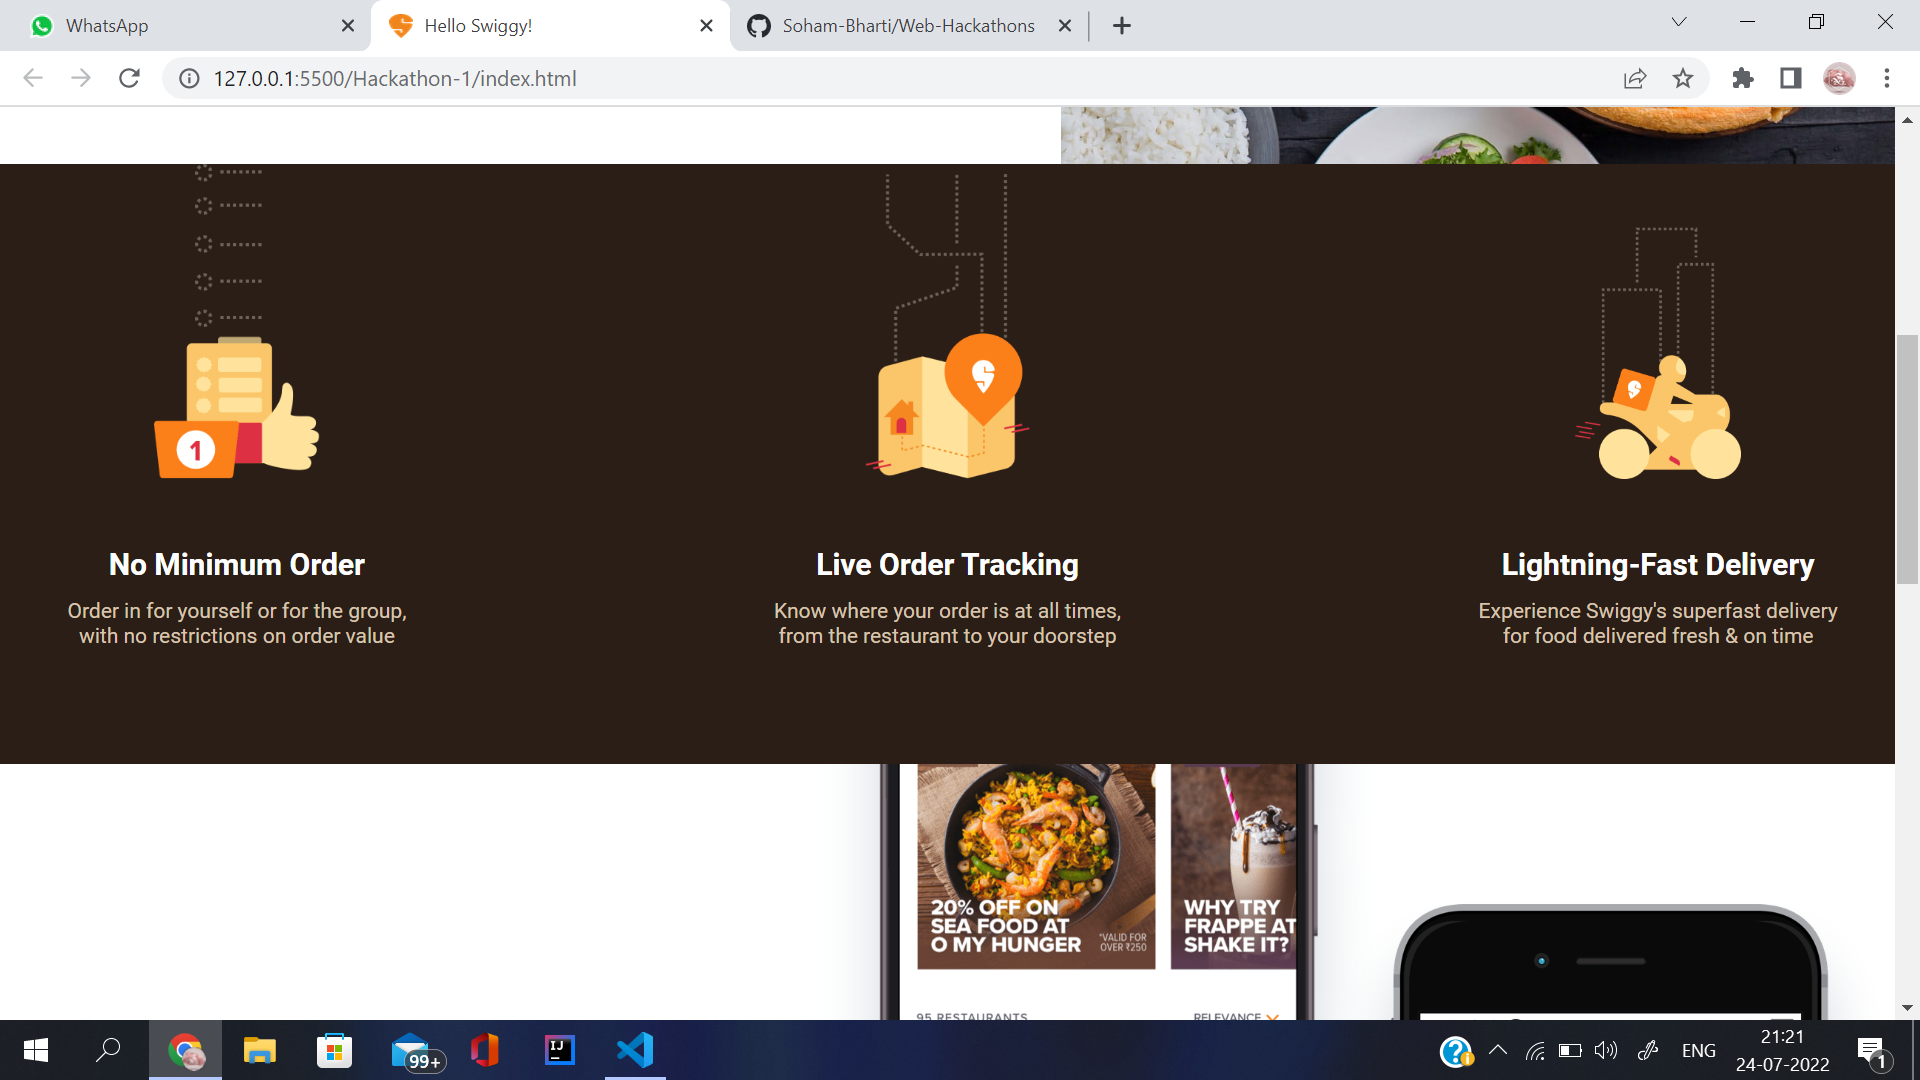 WhatsApp
Hello Swiggy!
Soham-Bharti/Web-Hackathons
127.0.0.1:5500/Hackathon-1/index.html
1
No Minimum Order
Order in for yourself or for the group,
with no restrictions on order value
Live Order Tracking
Know where your order is at all times,
from the restaurant to your doorstep
Lightning-Fast Delivery
Experience Swiggy's superfast delivery
for food delivered fresh & on time
20% OFF ON
SEA FOOD AT
O MY HUNGER
*VALID FOR
OVER ₹250
WHY TRY
FRAPPE AT
SHAKE IT?
95 RESTAURANTS
RELEVANCE
99+
IJ
ENG
21:21
24-07-2022
1